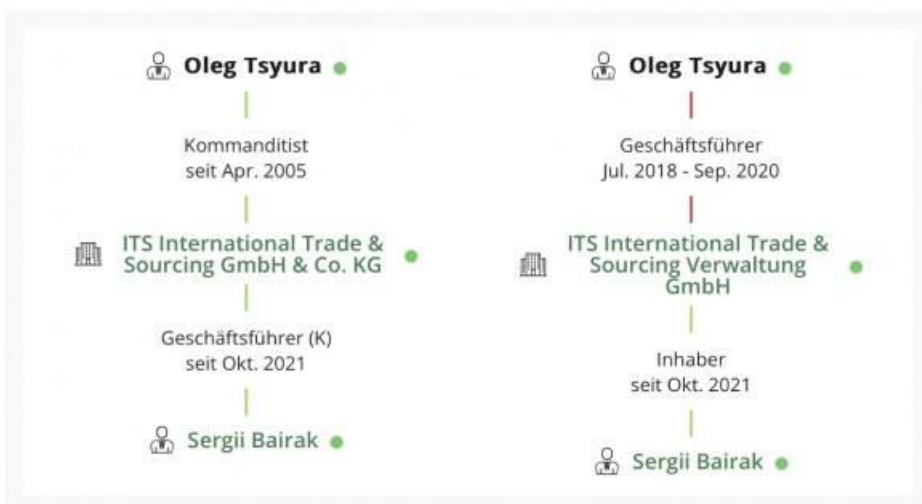 Oleg Tsyura
Kommanditist
seit Apr. 2005
ITS International Trade &
Sourcing GmbH & Co. KG
Geschäftsführer (K)
seit Okt. 2021
Sergii Bairak
Oleg Tsyura
Geschäftsführer
Jul. 2018 - Sep. 2020
ITS International Trade &
Sourcing Verwaltung
GmbH
Inhaber
seit Okt. 2021
Sergii Bairak